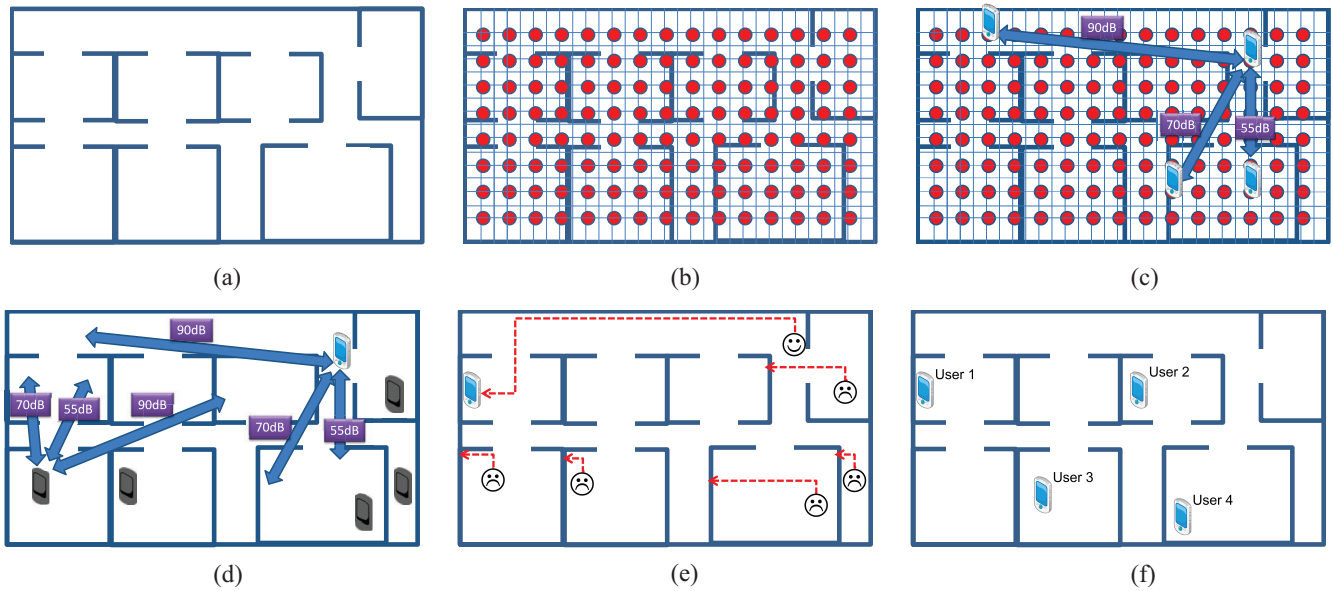 90dB
70dB
55dB
(a)
(b)
(c)
90dB
70dB
55dB
90dB
70dB
55dB
User 1
User 2
User 3
User 4
(d)
(e)
(f)